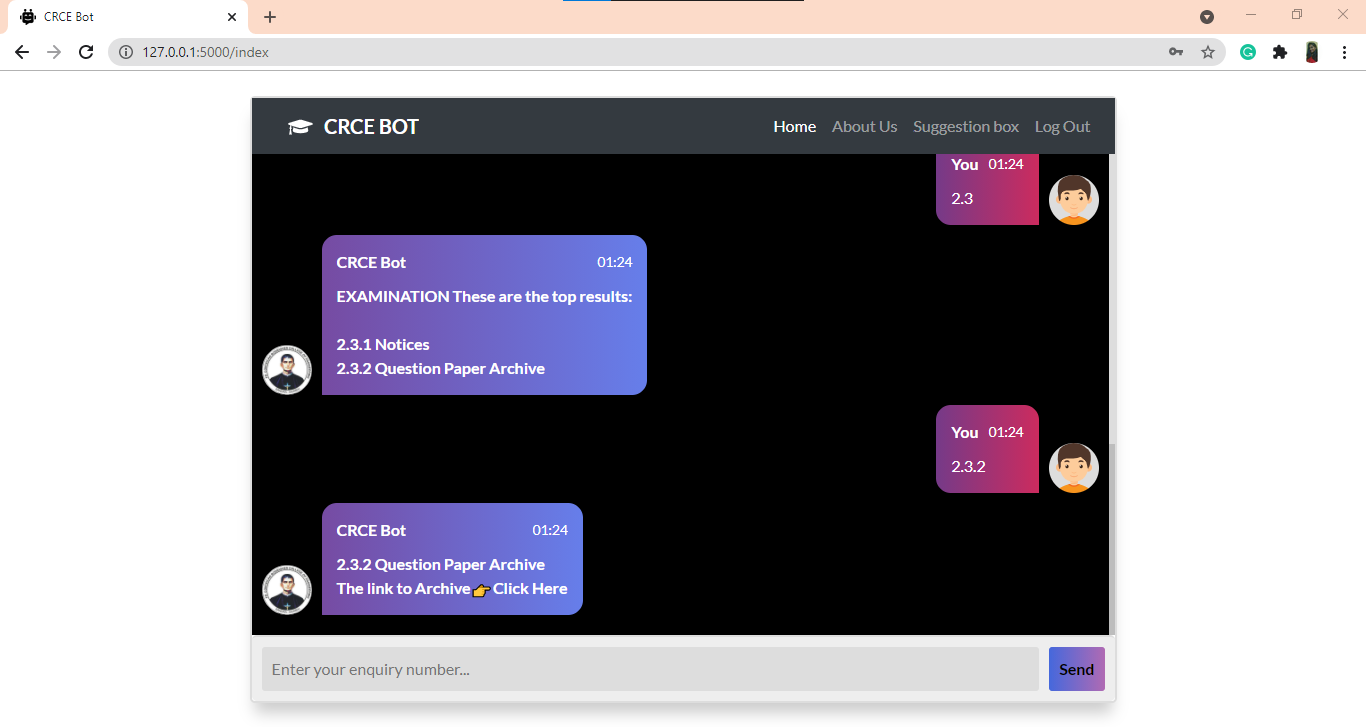 CRCE Bot
127.0.0.1:5000/index
CRCE BOT
Home About Us Suggestion box Log Out
You 01:24
2.3
CRCE Bot 01:24
EXAMINATION These are the top results:
2.3.1 Notices
2.3.2 Question Paper Archive
You 01:24
2.3.2
CRCE Bot 01:24
2.3.2 Question Paper Archive
The link to Archive 👉 Click Here
Enter your enquiry number...
Send